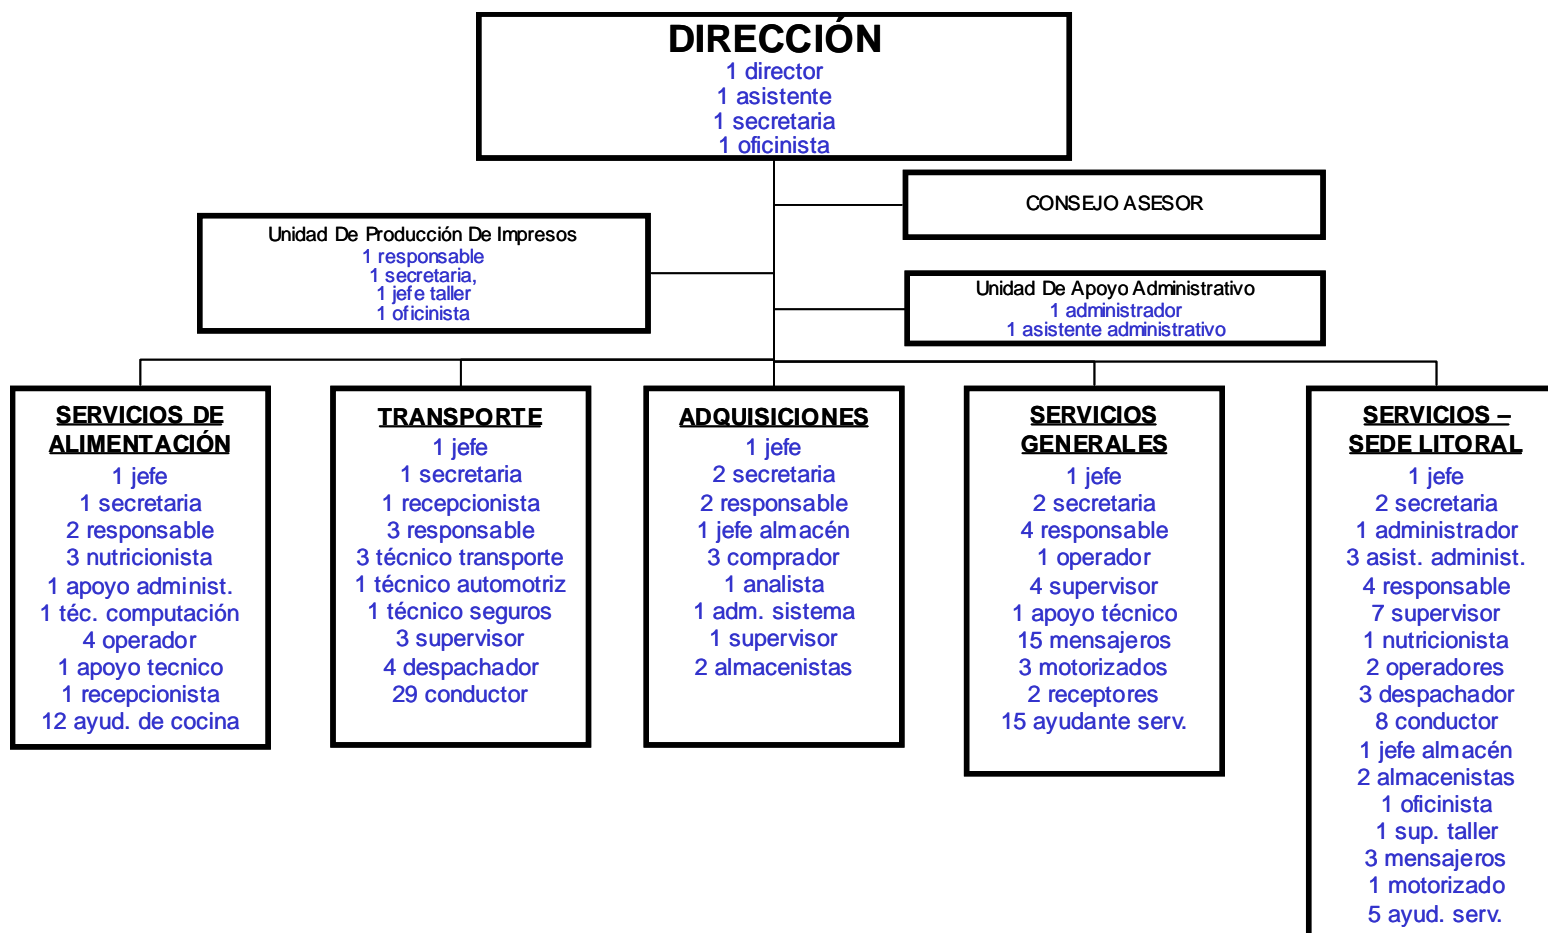 DIRECCIÓN
1 director
1 asistente
1 secretaria
1 oficinista
CONSEJO ASESOR
Unidad De Producción De Impresos
1 responsable
1 secretaria,
1 jefe taller
1 oficinista
Unidad De Apoyo Administrativo
1 administrador
1 asistente administrativo
SERVICIOS DE
ALIMENTACIÓN
1 jefe
1 secretaria
2 responsable
3 nutricionista
1 apoyo administ.
1 téc. computación
4 operador
1 apoyo tecnico
1 recepcionista
12 ayud. de cocina
TRANSPORTE
1 jefe
1 secretaria
1 recepcionista
3 responsable
3 técnico transporte
1 técnico automotriz
1 técnico seguros
3 supervisor
4 despachador
29 conductor
ADQUISICIONES
1 jefe
2 secretaria
2 responsable
1 jefe almacén
3 comprador
1 analista
1 adm. sistema
1 supervisor
2 almacenistas
SERVICIOS
GENERALES
1 jefe
2 secretaria
4 responsable
1 operador
4 supervisor
1 apoyo técnico
15 mensajeros
3 motorizados
2 receptores
15 ayudante serv.
SERVICIOS –
SEDE LITORAL
1 jefe
2 secretaria
1 administrador
3 asist. administ.
4 responsable
7 supervisor
1 nutricionista
2 operadores
3 despachador
8 conductor
1 jefe almacén
2 almacenistas
1 oficinista
1 sup. taller
3 mensajeros
1 motorizado
5 ayud. serv.